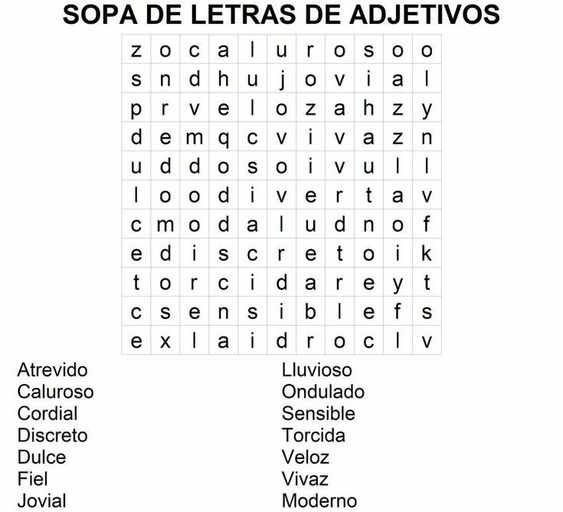 SOPA DE LETRAS DE ADJETIVOS
z o c a l u r o s o o
s n d h u j o v i a l
p r v e l o z a h z y
d e m q c v i v a z n
u d d o s o i v u l l
l o o d i v e r t a v
c m o d a l u d n o f
e d i s c r e t o i k
t o r c i d a r e y t
c s e n s i b l e f s
e x l a i d r o c l v
Atrevido
Caluroso
Cordial
Discreto
Dulce
Fiel
Jovial
Lluvioso
Ondulado
Sensible
Torcida
Veloz
Vivaz
Moderno